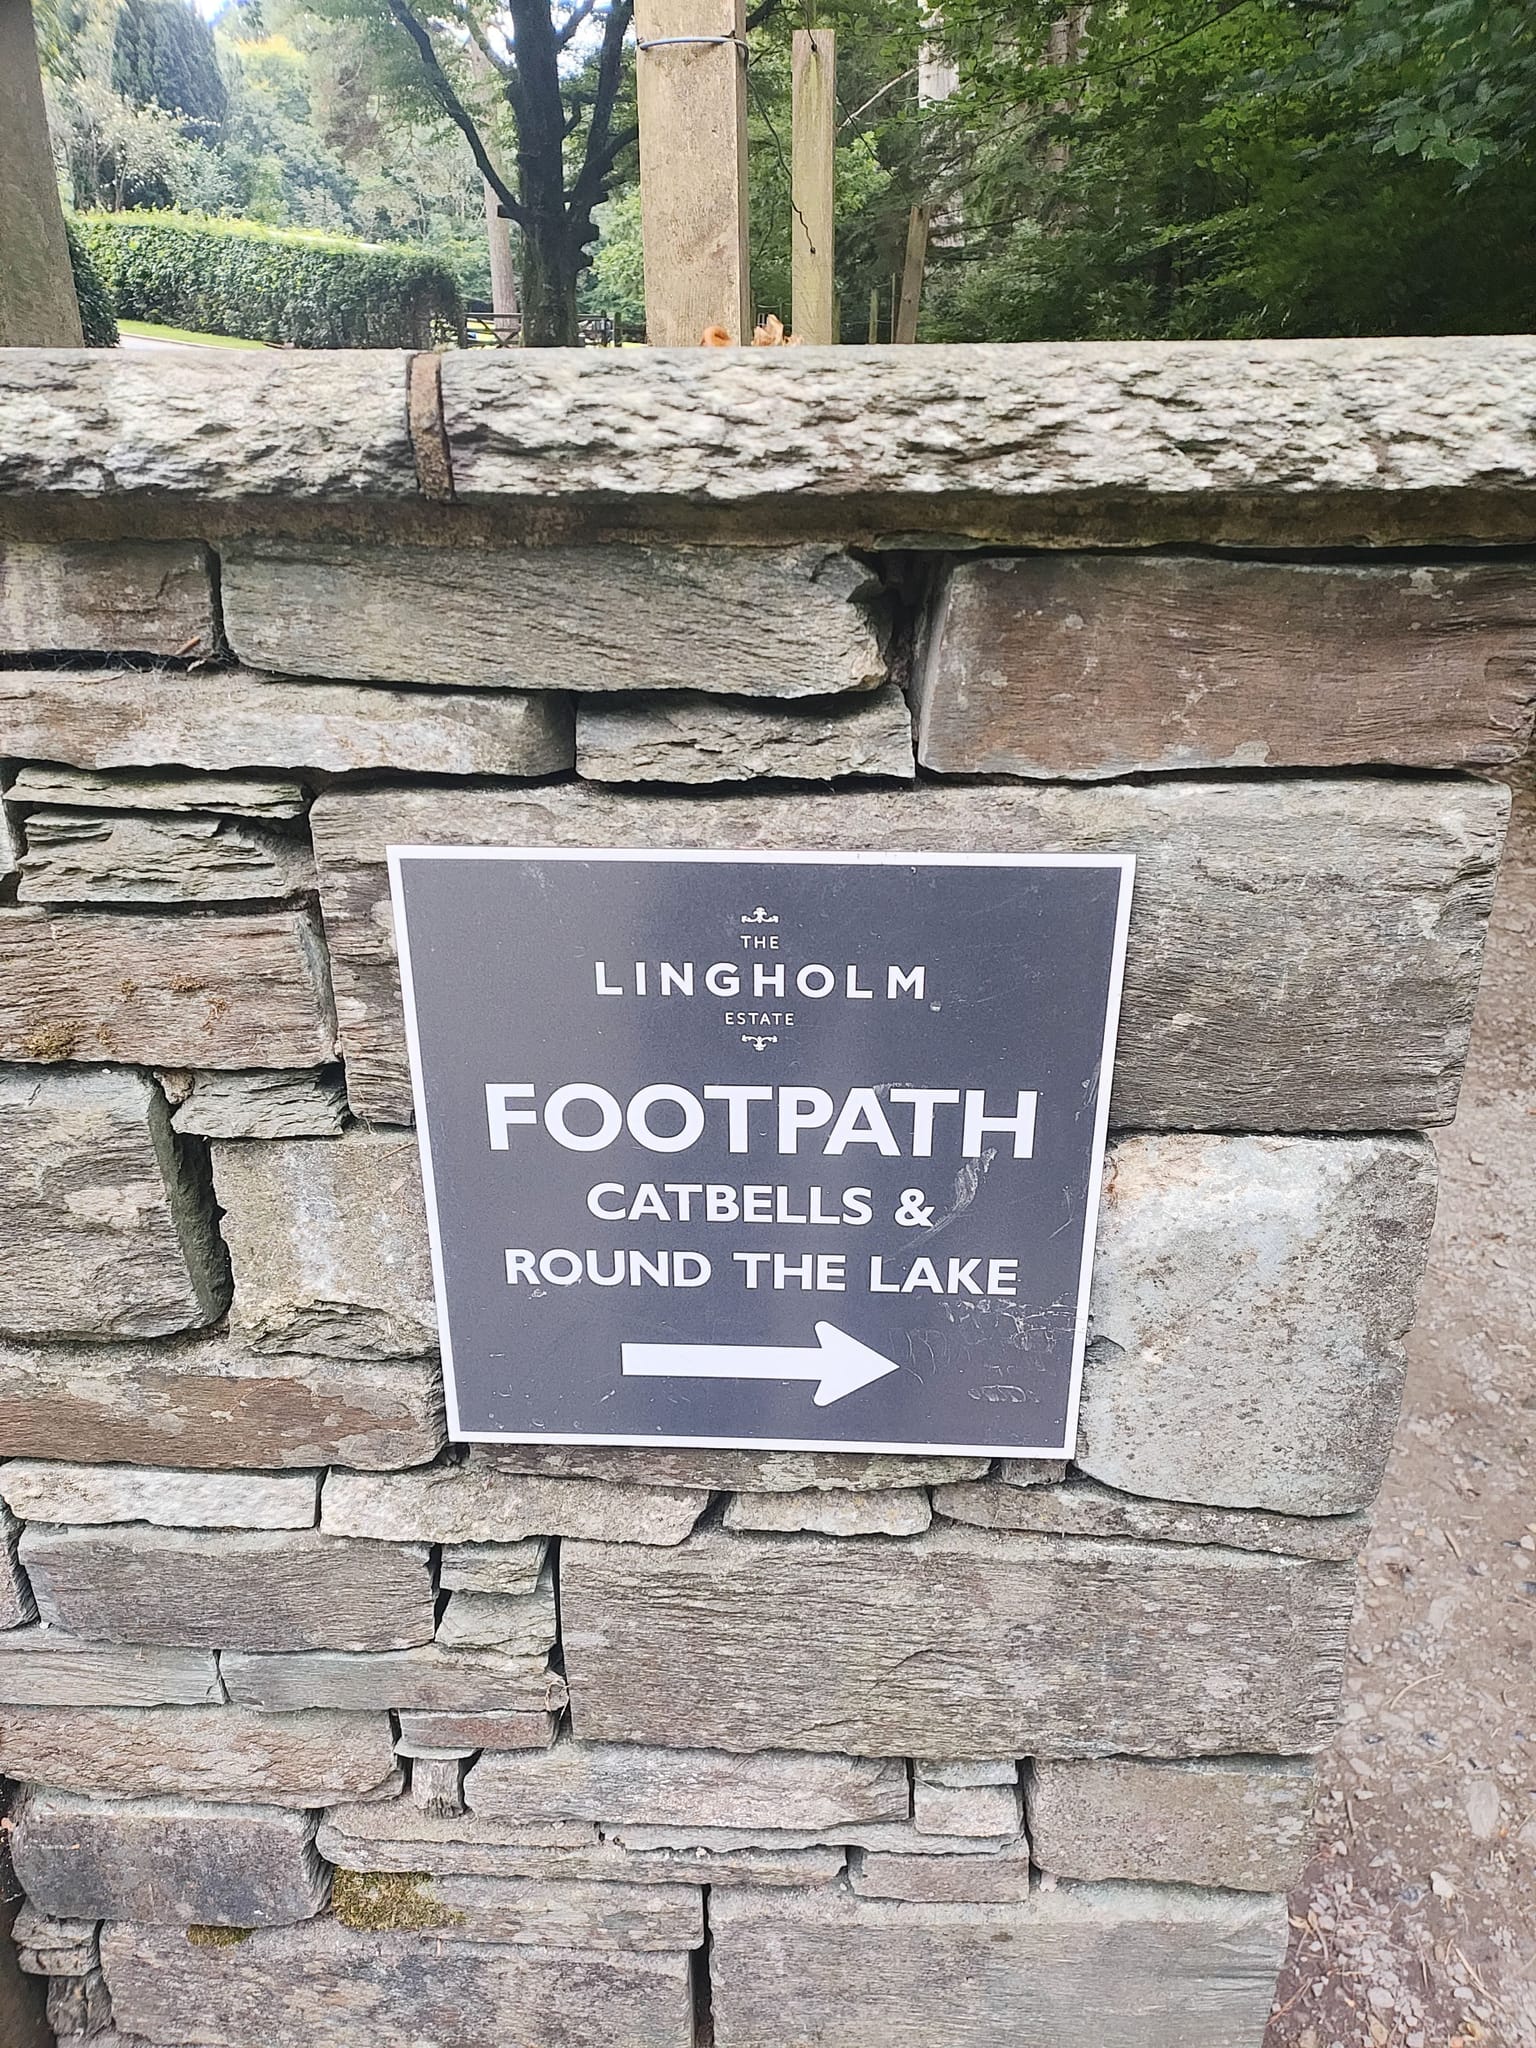 THE
LINGHOLM
ESTATE
FOOTPATH
CATBELLS &
ROUND THE LAKE